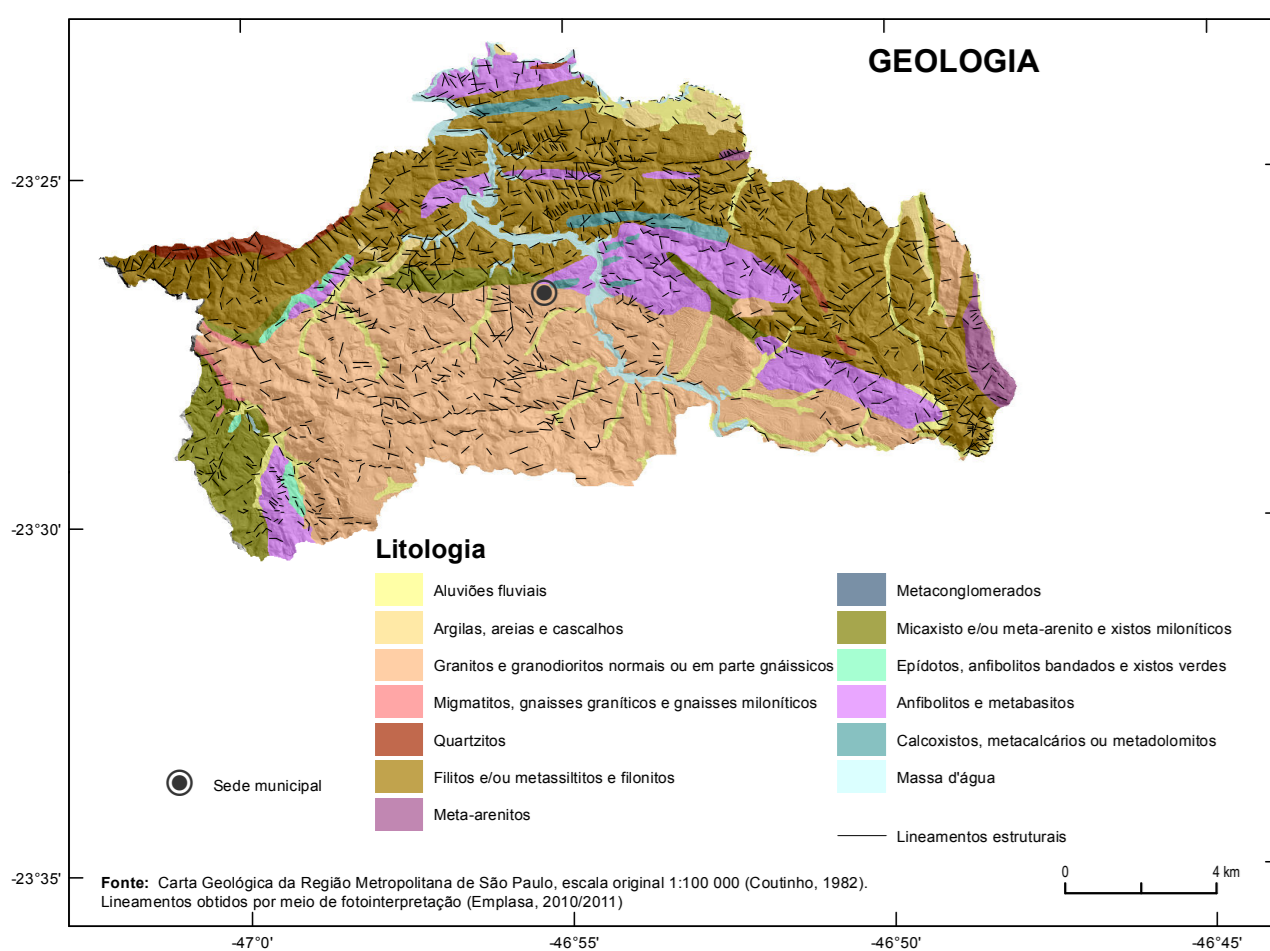 GEOLOGIA
-23°25'
-23°30'
-23°35'
Litologia
Aluviões fluviais
Argilas, areias e cascalhos
Granitos e granodioritos normais ou em parte gnáissicos
Migmatitos, gnaisses graníticos e gnaisses miloníticos
Quartzitos
Filitos e/ou metassiltitos e filonitos
Meta-arenitos
Metaconglomerados
Micaxisto e/ou meta-arenito e xistos miloníticos
Epídotos, anfibolitos bandados e xistos verdes
Anfibolitos e metabasitos
Calcoxistos, metacalcários ou metadolomitos
Massa d'água
Lineamentos estruturais
Sede municipal
0 4 km
Fonte: Carta Geológica da Região Metropolitana de São Paulo, escala original 1:100 000 (Coutinho, 1982).
Lineamentos obtidos por meio de fotointerpretação (Emplasa, 2010/2011)
-47°0' -46°55' -46°50' -46°45'